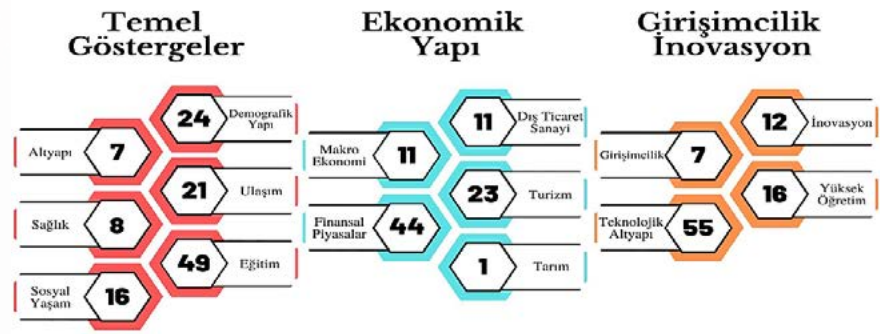 Temel
Göstergeler
24
Demografik
Yapı
Altyapı
7
21
Ulaşım
Sağlık
8
49
Eğitim
Sosyal
Yaşam
16
Ekonomik
Yapı
11
Dış Ticaret
Sanayi
Makro
Ekonomi
11
23
Turizm
Finansal
Piyasalar
44
1
Tarım
Girişimcilik
İnovasyon
12
İnovasyon
Girişimcilik
7
16
Yüksek
Öğretim
Teknolojik
Altyapı
55